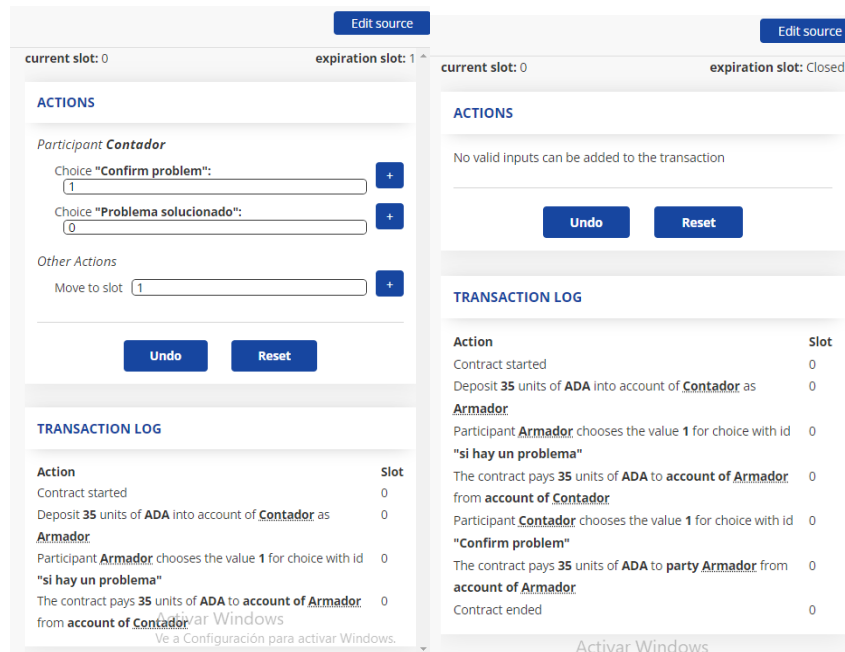 Edit source
current slot: 0 expiration slot: 1
ACTIONS
Participant Contador
Choice "Confirm problem":
1
+
Choice "Problema solucionado":
0
+
Other Actions
Move to slot 1
+
Undo Reset
TRANSACTION LOG
Action Slot
Contract started 0
Deposit 35 units of ADA into account of Contador as 0
Armador
Participant Armador chooses the value 1 for choice with id 0
"si hay un problema"
The contract pays 35 units of ADA to account of Armador 0
from account of Contador
Activar Windows
Ve a Configuración para activar Windows.
Edit source
current slot: 0 expiration slot: Closed
ACTIONS
No valid inputs can be added to the transaction
Undo Reset
TRANSACTION LOG
Action Slot
Contract started 0
Deposit 35 units of ADA into account of Contador as 0
Armador
Participant Armador chooses the value 1 for choice with id 0
"si hay un problema"
The contract pays 35 units of ADA to account of Armador 0
from account of Contador
Participant Contador chooses the value 1 for choice with id 0
"Confirm problem"
The contract pays 35 units of ADA to party Armador from 0
account of Armador
Contract ended 0
Activar Windows